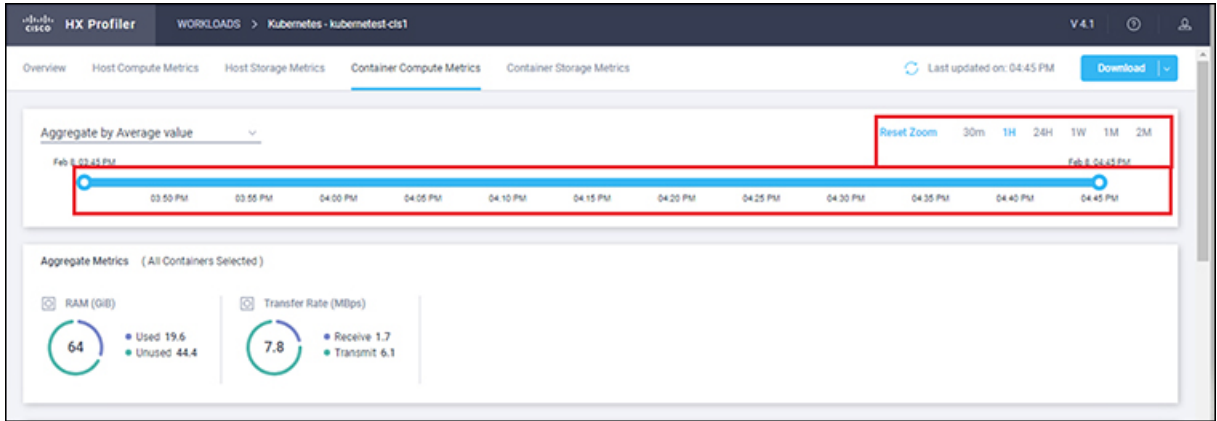 cisco HX Profiler WORKLOADS > Kubernetes - kubernetest-cls1 V 4.1
Overview Host Compute Metrics Host Storage Metrics Container Compute Metrics Container Storage Metrics Last updated on: 04:45 PM Download
Aggregate by Average value Reset Zoom 30m 1H 24H 1W 1M 2M
Feb 8, 03:45 PM Feb 8, 04:45 PM
03:50 PM 03:55 PM 04:00 PM 04:05 PM 04:10 PM 04:15 PM 04:20 PM 04:25 PM 04:30 PM 04:35 PM 04:40 PM 04:45 PM
Aggregate Metrics ( All Containers Selected )
RAM (GiB) Transfer Rate (MBps)
64 Used 19.6 7.8 Receive 1.7
Unused 44.4 Transmit 6.1